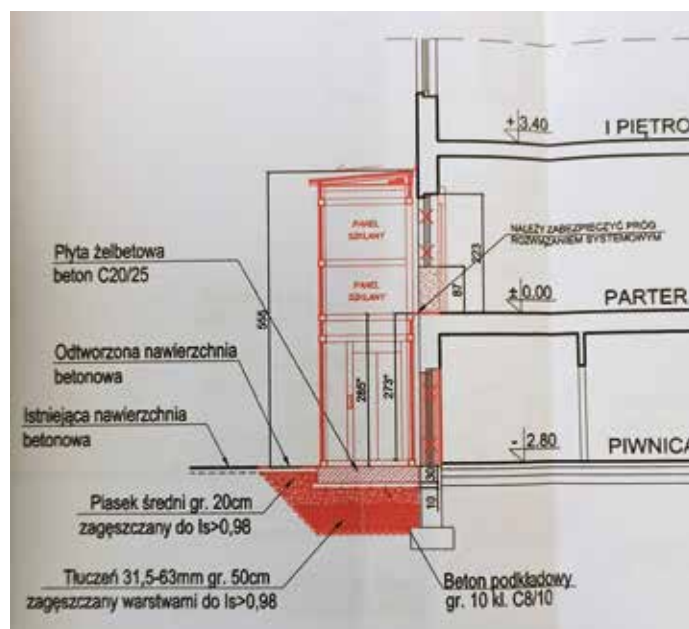 +3.40
I PIĘTRO
PANEL
SZKLANY
NALEŻY ZABEZPIECZYĆ PRÓG
ROZWIĄZANIEM SYSTEMOWYM
Płyta żelbetowa
beton C20/25
223
PANEL
SZKLANY
87
±0.00
PARTER
555
Odtworzona nawierzchnia
betonowa
285*
273*
Istniejąca nawierzchnia
betonowa
- 2.80
PIWNICA
30
Piasek średni gr. 20cm
zagęszczany do Is>0,98
10
Tłuczeń 31,5-63mm gr. 50cm
zagęszczany warstwami do Is>0,98
Beton podkładowy
gr. 10 kl. C8/10